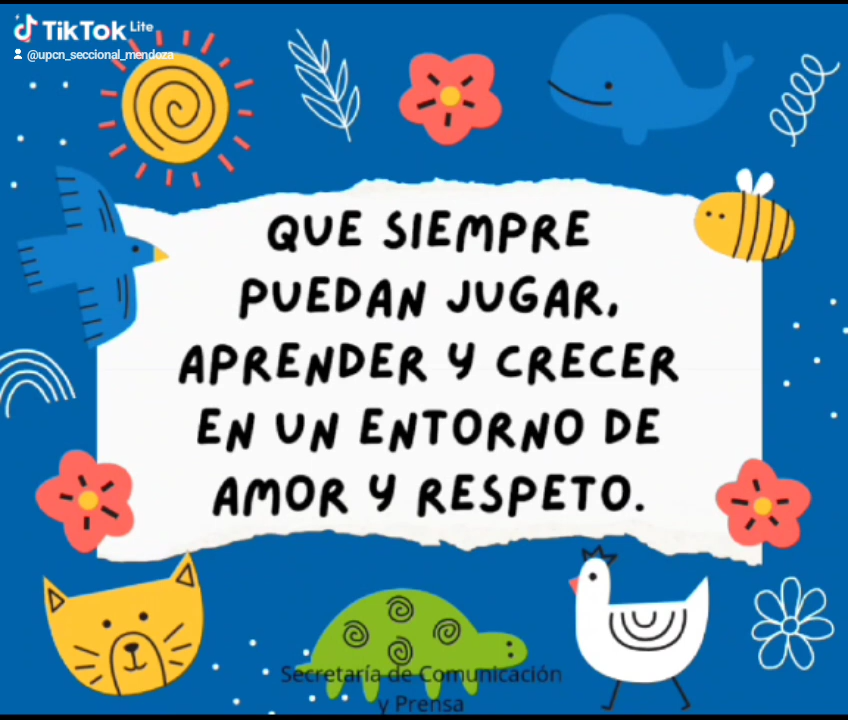 TikTok Lite
@upcn_seccional_mendoza
QUE SIEMPRE
PUEDAN JUGAR,
APRENDER Y CRECER
EN UN ENTORNO DE
AMOR Y RESPETO.
Secretaría de Comunicación
y Prensa